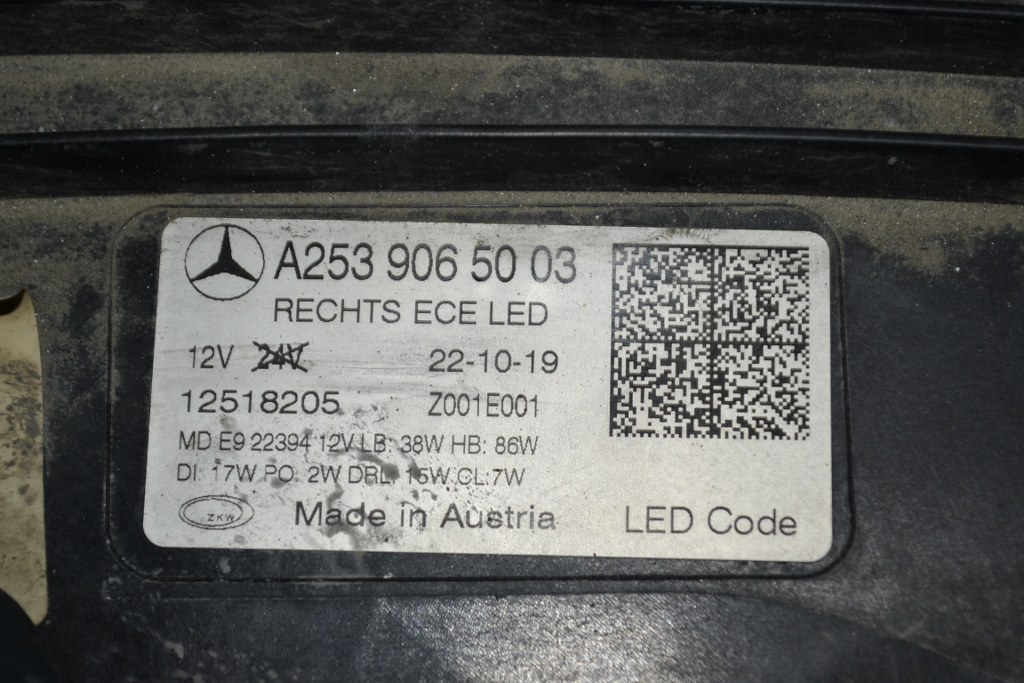 A253 906 50 03
RECHTS ECE LED
12V 24V 22-10-19
12518205 Z001E001
MD E9 22394 12V LB: 38W HB: 86W
DI: 17W PO: 2W DRL: 15W CL:7W
ZKW Made in Austria LED Code